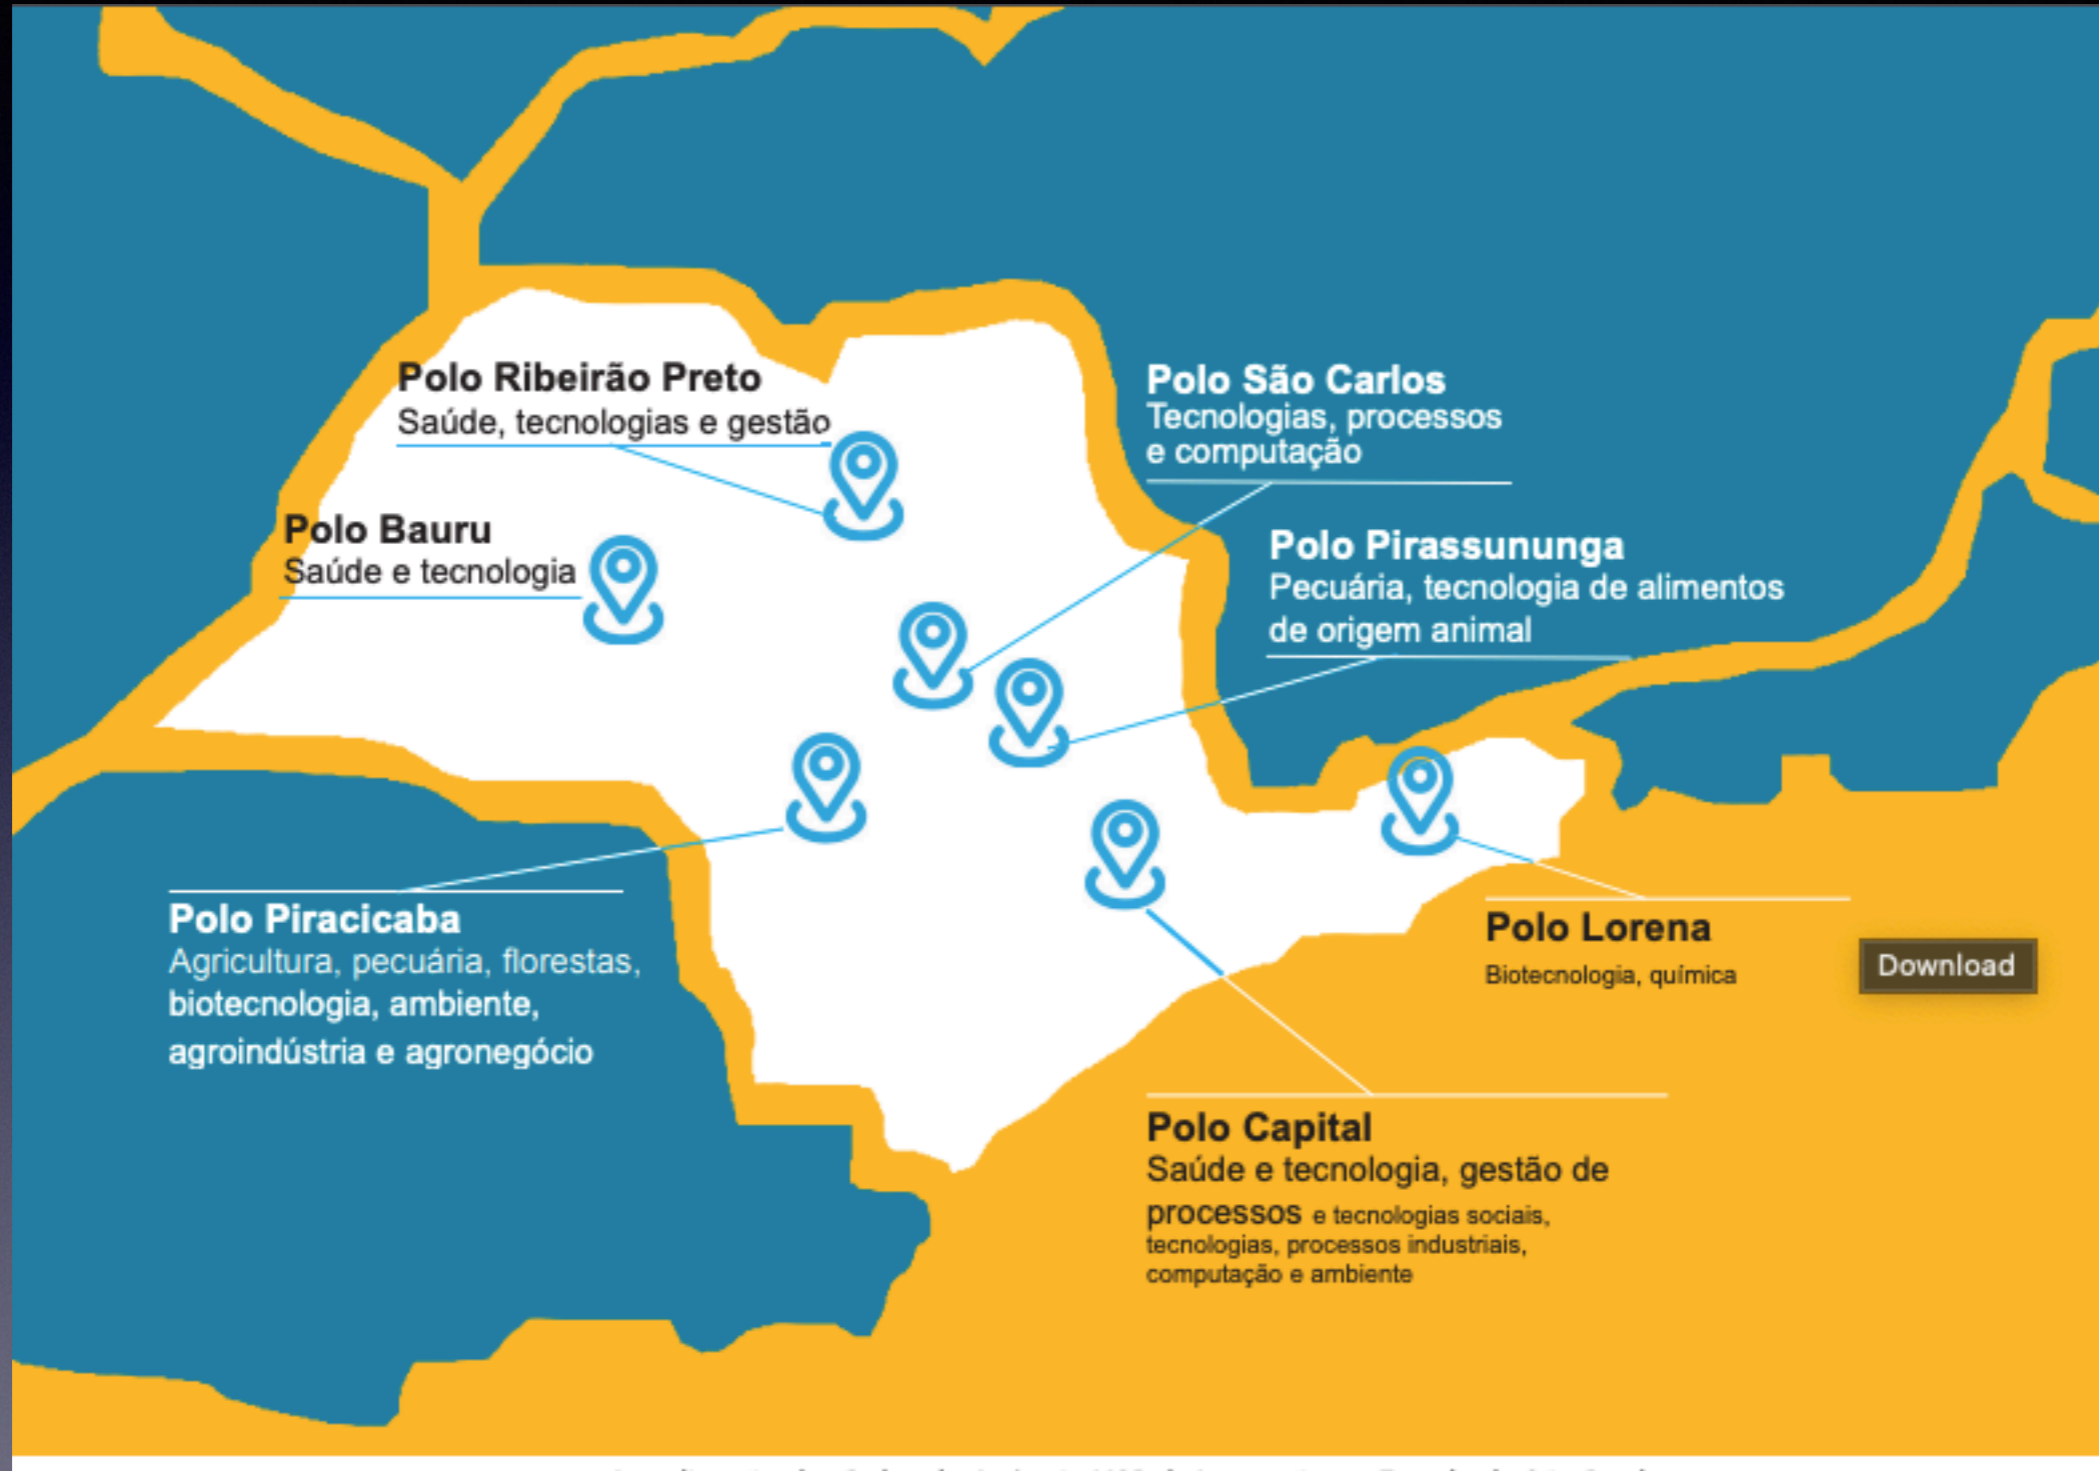 Polo Ribeirão Preto
Saúde, tecnologias e gestão
Polo São Carlos
Tecnologias, processos
e computação
Polo Bauru
Saúde e tecnologia
Polo Pirassununga
Pecuária, tecnologia de alimentos
de origem animal
Polo Piracicaba
Agricultura, pecuária, florestas,
biotecnologia, ambiente,
agroindústria e agronegócio
Polo Lorena
Biotecnologia, química
Download
Polo Capital
Saúde e tecnologia, gestão de
processos e tecnologias sociais,
tecnologias, processos industriais,
computação e ambiente